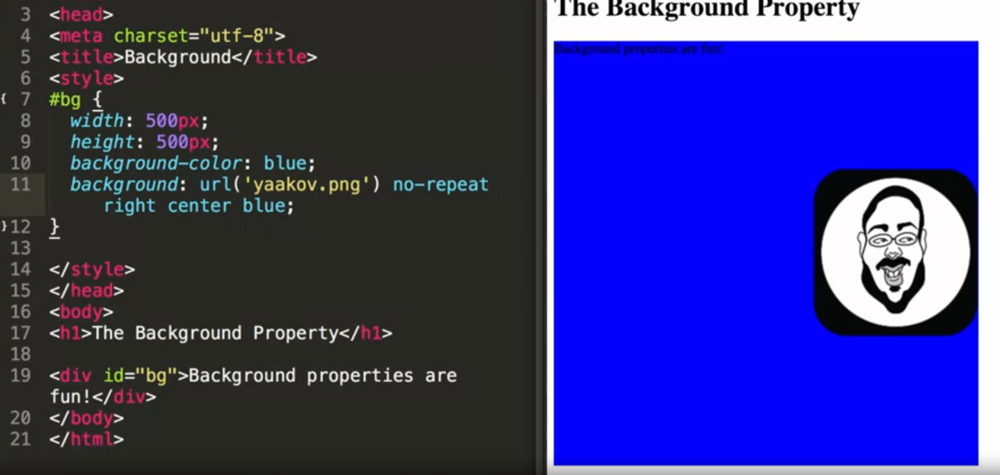 3 <head>
4 <meta charset="utf-8">
5 <title>Background</title>
6 <style>
{ 7 #bg {
8 width: 500px;
9 height: 500px;
10 background-color: blue;
11 background: url('yaakov.png') no-repeat
right center blue;
}12 }
13
14 </style>
15 </head>
16 <body>
17 <h1>The Background Property</h1>
18
19 <div id="bg">Background properties are
fun!</div>
20 </body>
21 </html>
The Background Property
Background properties are fun!